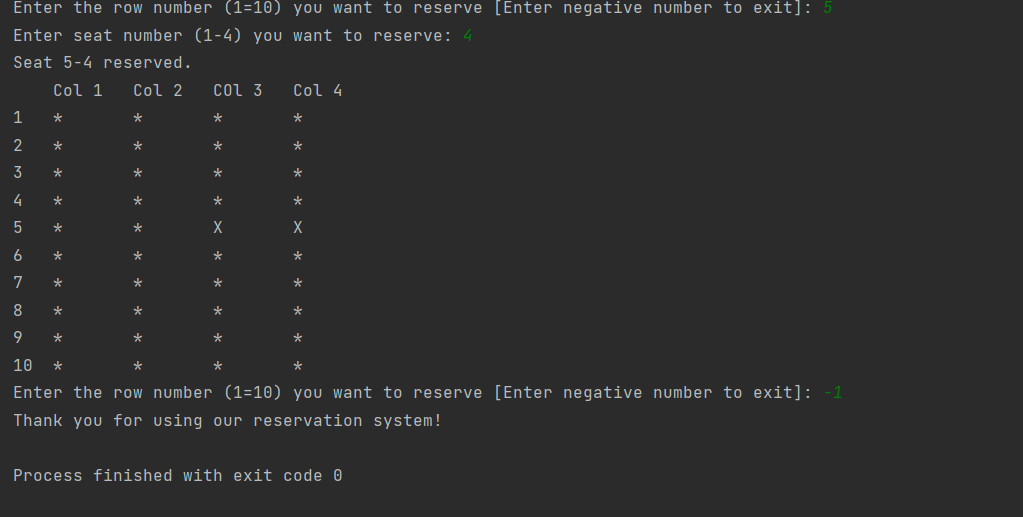 Enter the row number (1=10) you want to reserve [Enter negative number to exit]: 5
Enter seat number (1-4) you want to reserve: 4
Seat 5-4 reserved.
    Col 1   Col 2   COl 3   Col 4
1   *       *       *       *
2   *       *       *       *
3   *       *       *       *
4   *       *       *       *
5   *       *       X       X
6   *       *       *       *
7   *       *       *       *
8   *       *       *       *
9   *       *       *       *
10  *       *       *       *
Enter the row number (1=10) you want to reserve [Enter negative number to exit]: -1
Thank you for using our reservation system!

Process finished with exit code 0